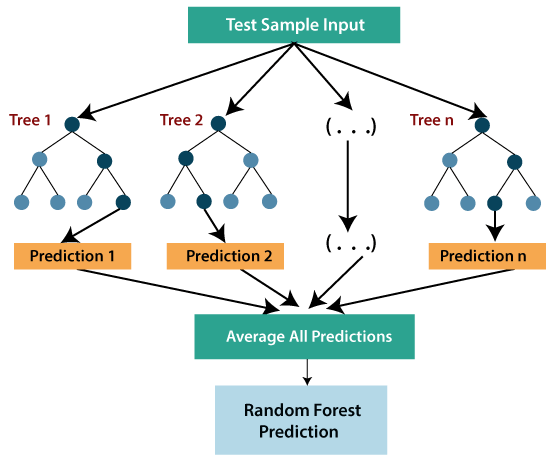 Test Sample Input
Tree 1
Tree 2
(...)
Tree n
Prediction 1
Prediction 2
(...)
Prediction n
Average All Predictions
Random Forest
Prediction